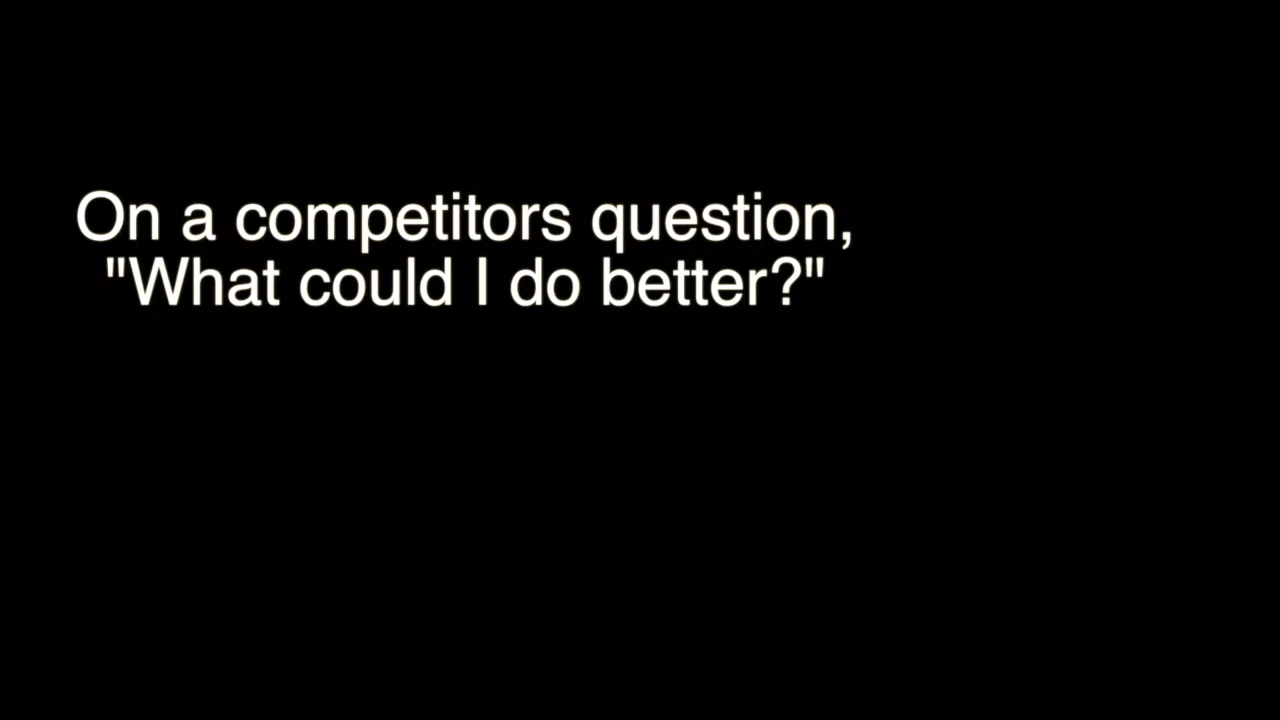 On a competitors question,
"What could I do better?"